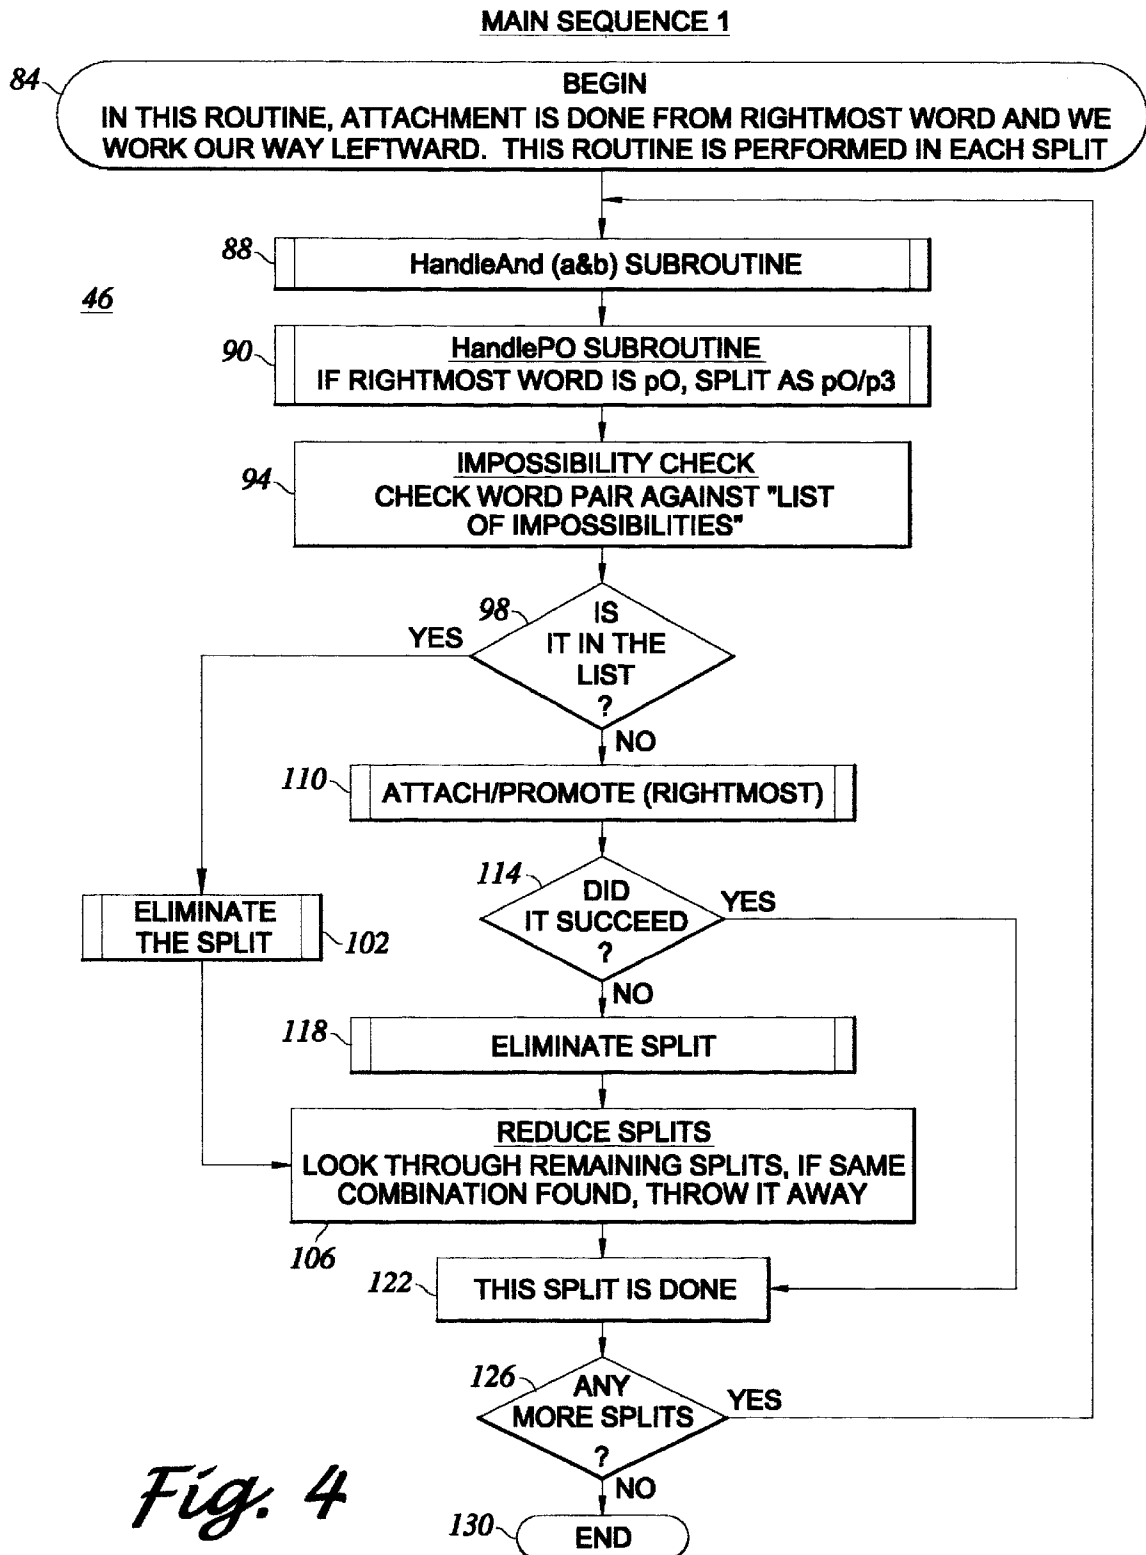 MAIN SEQUENCE 1
84
BEGIN
IN THIS ROUTINE, ATTACHMENT IS DONE FROM RIGHTMOST WORD AND WE
WORK OUR WAY LEFTWARD. THIS ROUTINE IS PERFORMED IN EACH SPLIT
88
HandleAnd (a&b) SUBROUTINE
46
90
HandlePO SUBROUTINE
IF RIGHTMOST WORD IS pO, SPLIT AS pO/p3
94
IMPOSSIBILITY CHECK
CHECK WORD PAIR AGAINST "LIST
OF IMPOSSIBILITIES"
98
IS
IT IN THE
LIST
?
YES
NO
110
ATTACH/PROMOTE (RIGHTMOST)
114
DID
IT SUCCEED
?
YES
NO
ELIMINATE
THE SPLIT
102
118
ELIMINATE SPLIT
REDUCE SPLITS
LOOK THROUGH REMAINING SPLITS, IF SAME
COMBINATION FOUND, THROW IT AWAY
106
122
THIS SPLIT IS DONE
126
ANY
MORE SPLITS
?
YES
NO
130
END
Fig. 4